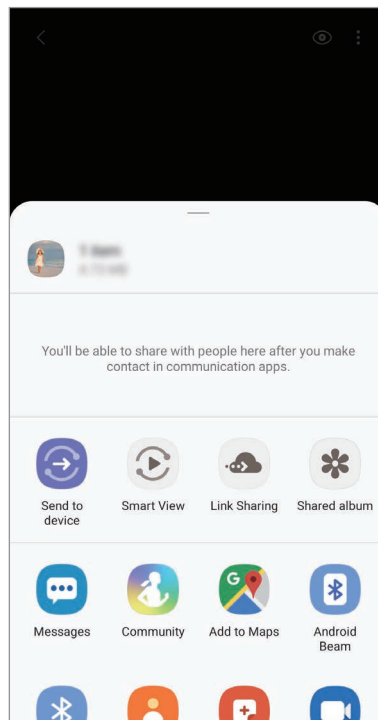 You'll be able to share with people here after you make
contact in communication apps.
Send to
device
Smart View
Link Sharing
Shared album
Messages
Community
Add to Maps
Android
Beam